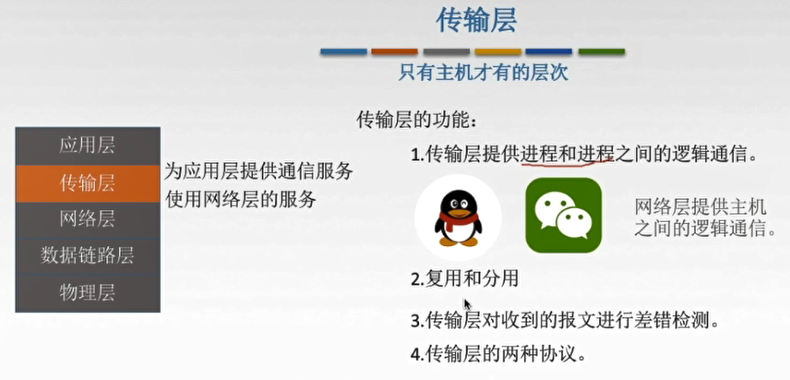 传输层
只有主机才有的层次
传输层的功能：
应用层
传输层
网络层
数据链路层
物理层
为应用层提供通信服务
使用网络层的服务
1.传输层提供进程和进程之间的逻辑通信。
网络层提供主机
之间的逻辑通信。
2.复用和分用
3.传输层对收到的报文进行差错检测。
4.传输层的两种协议。